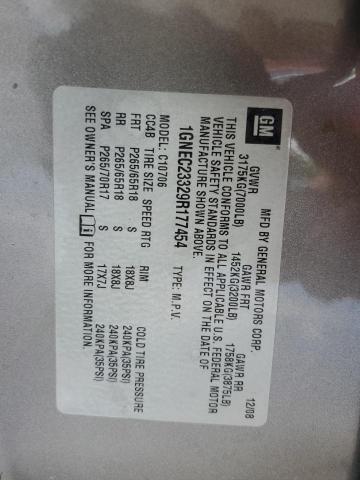 GM
MFD BY GENERAL MOTORS CORP. 12/08
GVWR GAWR FRT GAWR RR
3175KG(7000LB) 1452KG(3200LB) 1758KG(3875LB)
THIS VEHICLE CONFORMS TO ALL APPLICABLE U.S. FEDERAL MOTOR
VEHICLE SAFETY STANDARDS IN EFFECT ON THE DATE OF
MANUFACTURE SHOWN ABOVE.
1GNEC23329R177454 TYPE: M.P.V.
MODEL: C10706
CC4B TIRE SIZE SPEED RTG RIM COLD TIRE PRESSURE
FRT P265/65R18 S 18X8J 240KPA(35PSI)
RR P265/65R18 S 18X8J 240KPA(35PSI)
SPA P265/70R17 S 17X7J 240KPA(35PSI)
SEE OWNER'S MANUAL FOR MORE INFORMATION.